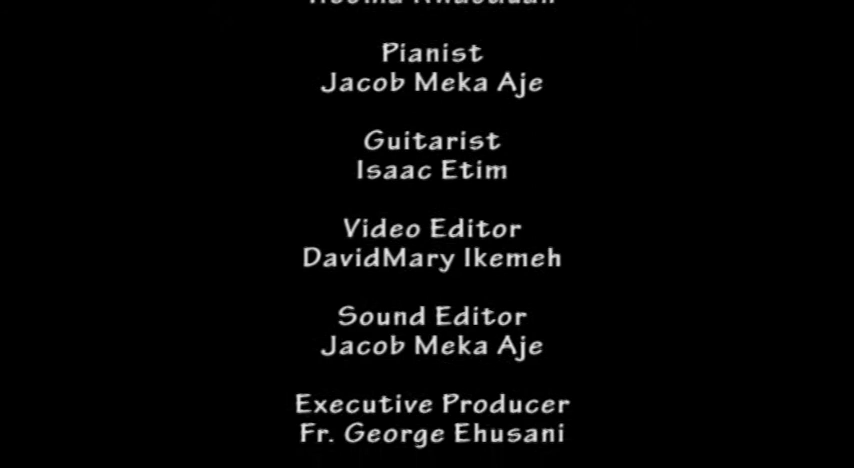 Pianist
Jacob Meka Aje
Guitarist
Isaac Etim
Video Editor
DavidMary Ikemeh
Sound Editor
Jacob Meka Aje
Executive Producer
Fr. George Ehusani